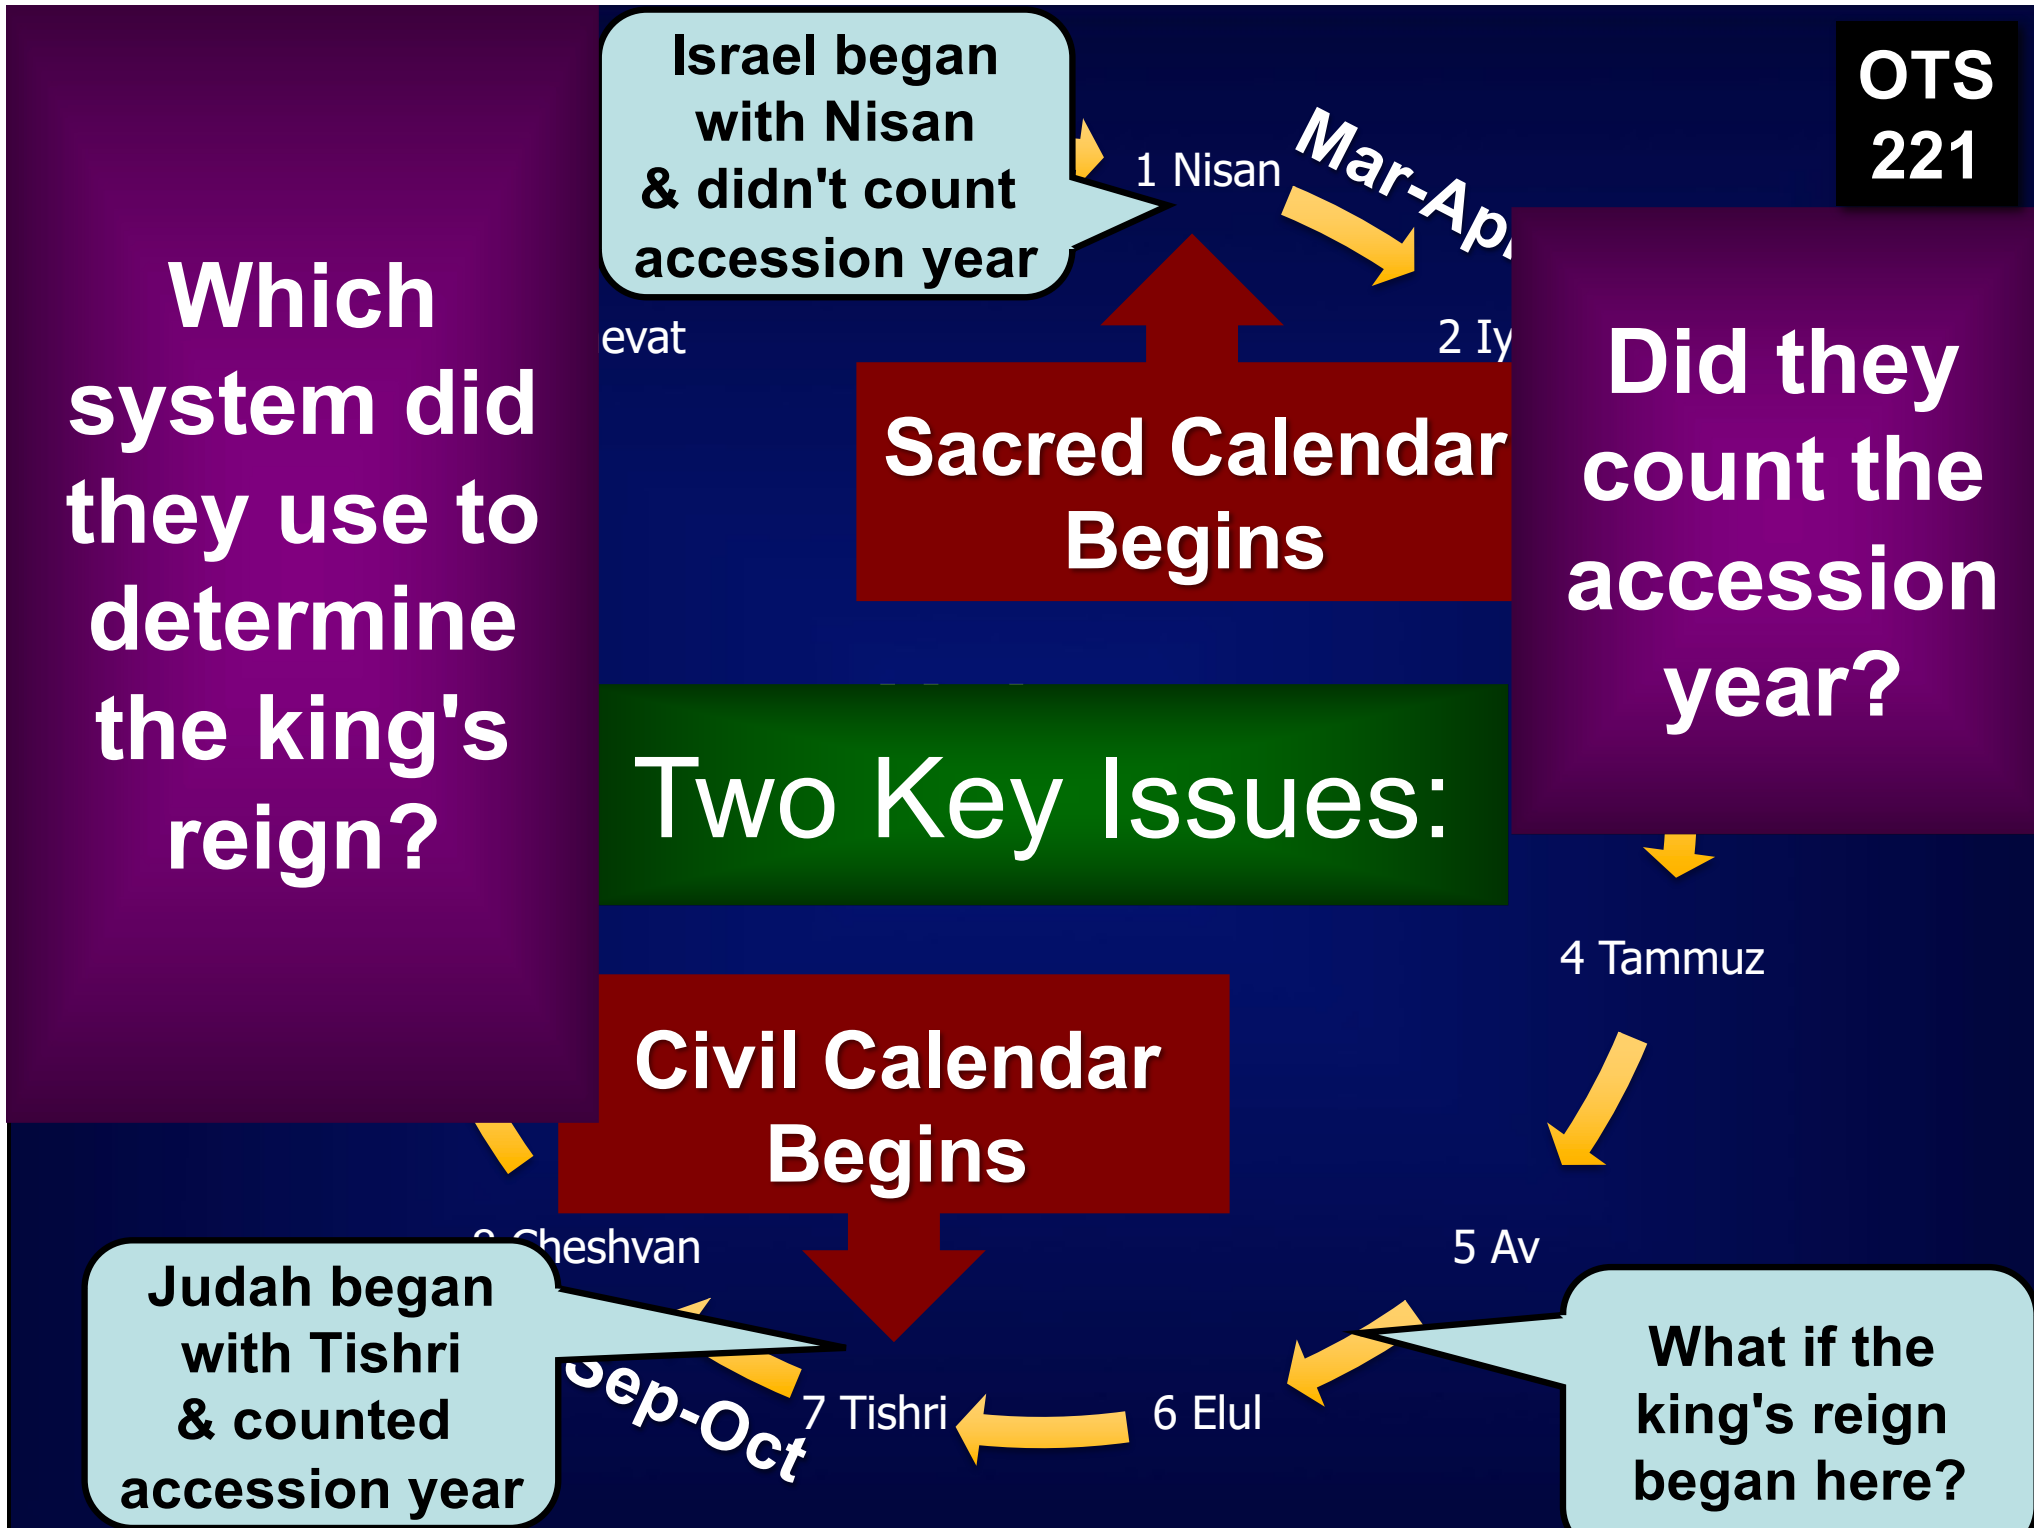 Israel began
with Nisan
& didn't count
accession year
OTS
221
1 Nisan
Mar-Apr
Which
system did
they use to
determine
the king's
reign?
evat
2 Iy
Did they
count the
accession
year?
Sacred Calendar
Begins
Two Key Issues:
4 Tammuz
Civil Calendar
Begins
8 Cheshvan
5 Av
Judah began
with Tishri
& counted
accession year
Sep-Oct
7 Tishri
6 Elul
What if the
king's reign
began here?